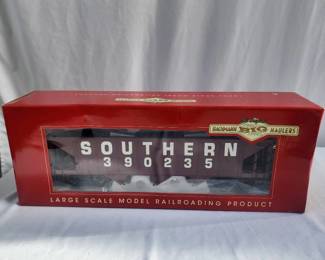 BACHMANN BIG HAULERS
SOUTHERN
390235
LARGE SCALE MODEL RAILROADING PRODUCT